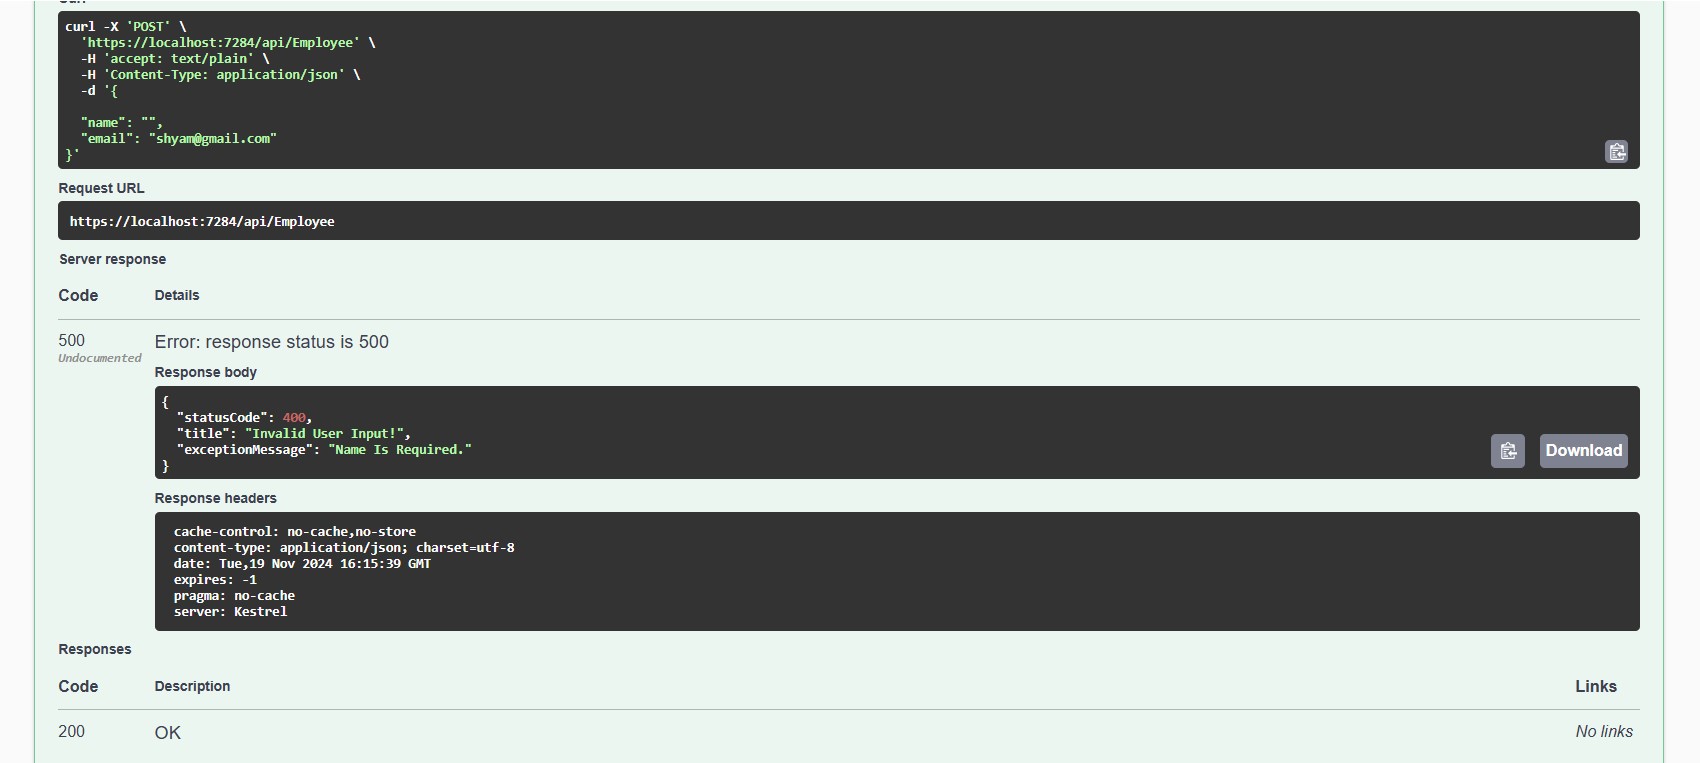 Curl
curl -X 'POST' \
  'https://localhost:7284/api/Employee' \
  -H 'accept: text/plain' \
  -H 'Content-Type: application/json' \
  -d '{
  "name": "",
  "email": "shyam@gmail.com"
}'
Request URL
https://localhost:7284/api/Employee
Server response
Code Details
500 Error: response status is 500
Undocumented
Response body
{
  "statusCode": 400,
  "title": "Invalid User Input!",
  "exceptionMessage": "Name Is Required."
}
Download
Response headers
cache-control: no-cache,no-store
content-type: application/json; charset=utf-8
date: Tue,19 Nov 2024 16:15:39 GMT
expires: -1
pragma: no-cache
server: Kestrel
Responses
Code Description Links
200 OK No links